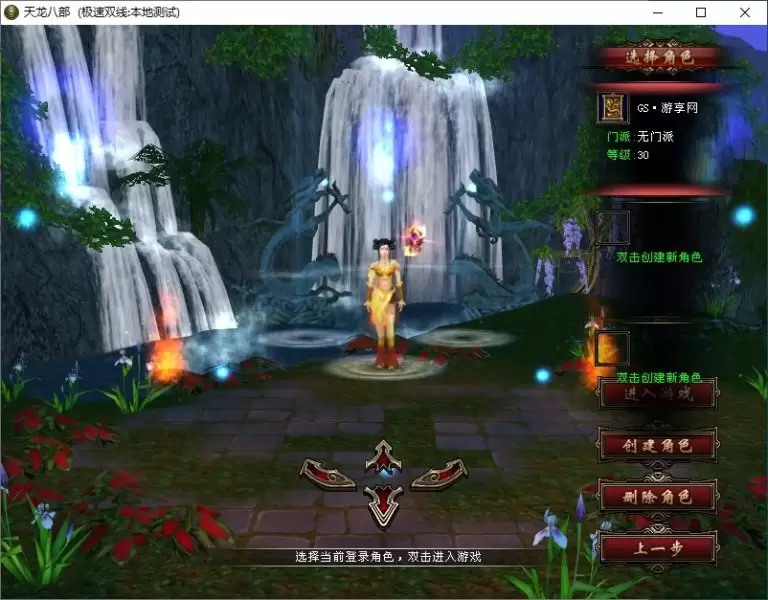 天龙八部 (极速双线:本地测试)
选择角色
GS·游享网
门派:无门派
等级:30
双击创建新角色
双击创建新角色
进入游戏
创建角色
删除角色
上一步
选择当前登录角色，双击进入游戏